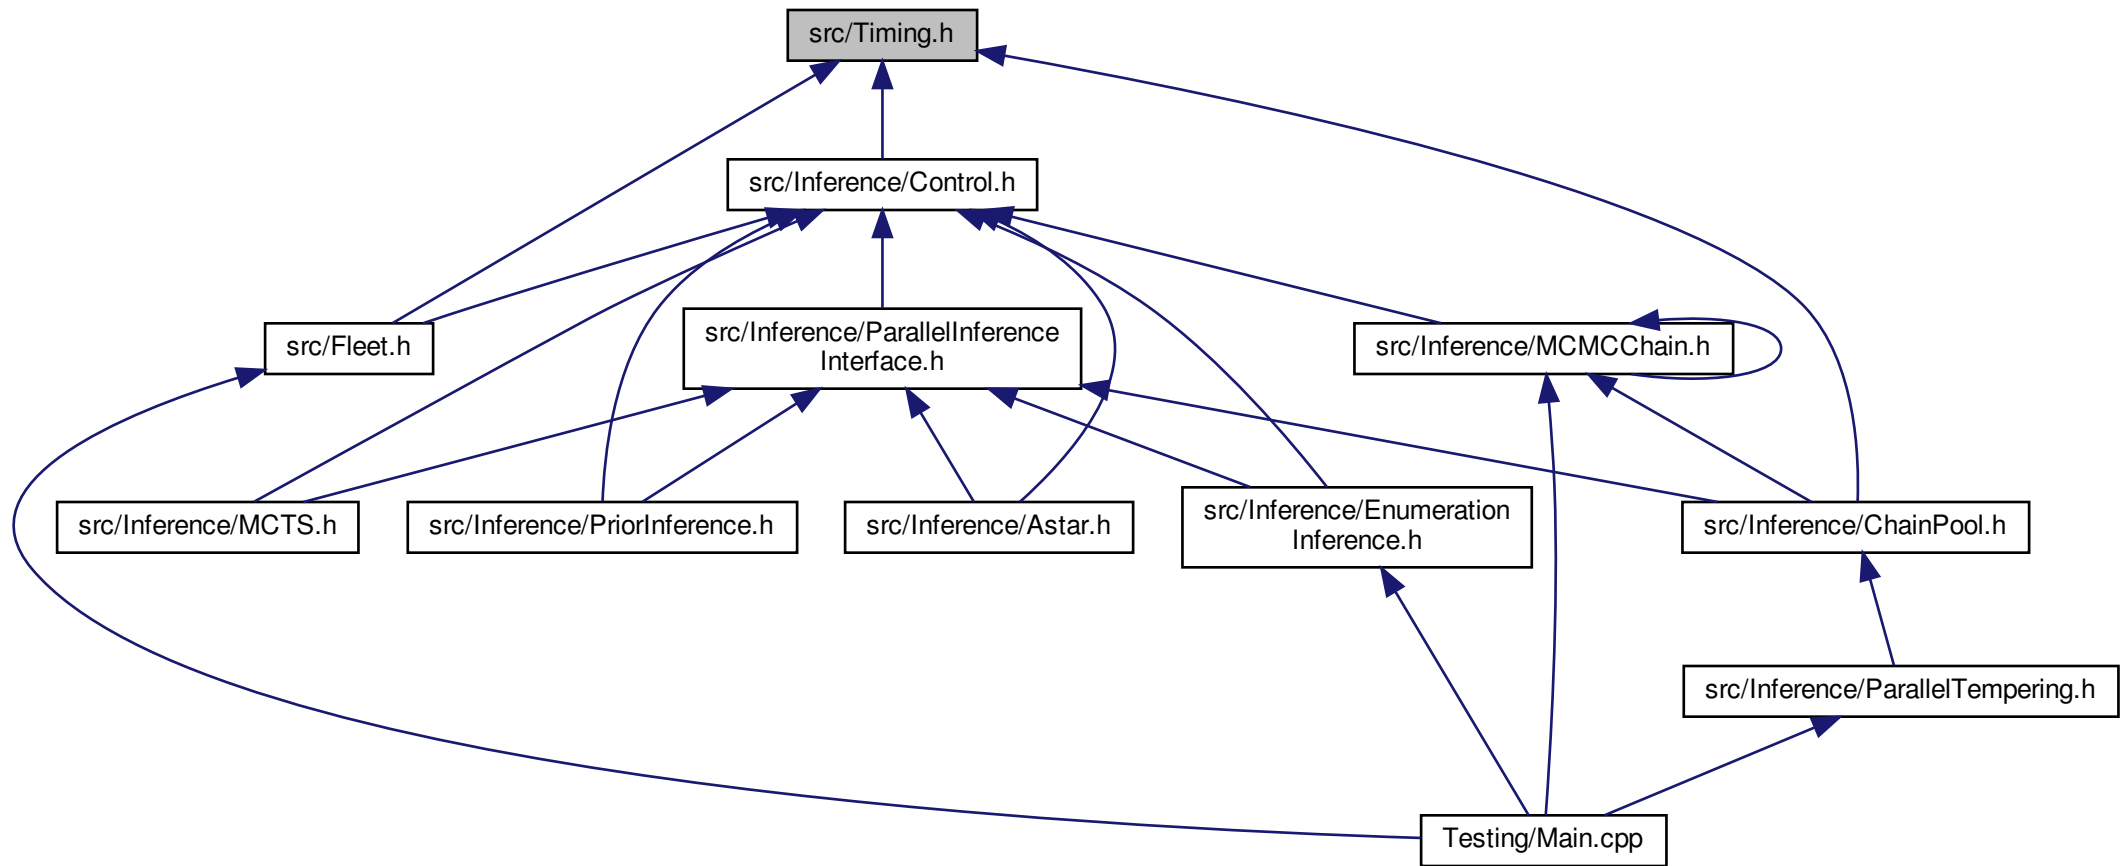 src/Timing.h
src/Inference/Control.h
src/Fleet.h
src/Inference/ParallelInference
Interface.h
src/Inference/MCMCChain.h
src/Inference/MCTS.h
src/Inference/PriorInference.h
src/Inference/Astar.h
src/Inference/Enumeration
Inference.h
src/Inference/ChainPool.h
src/Inference/ParallelTempering.h
Testing/Main.cpp